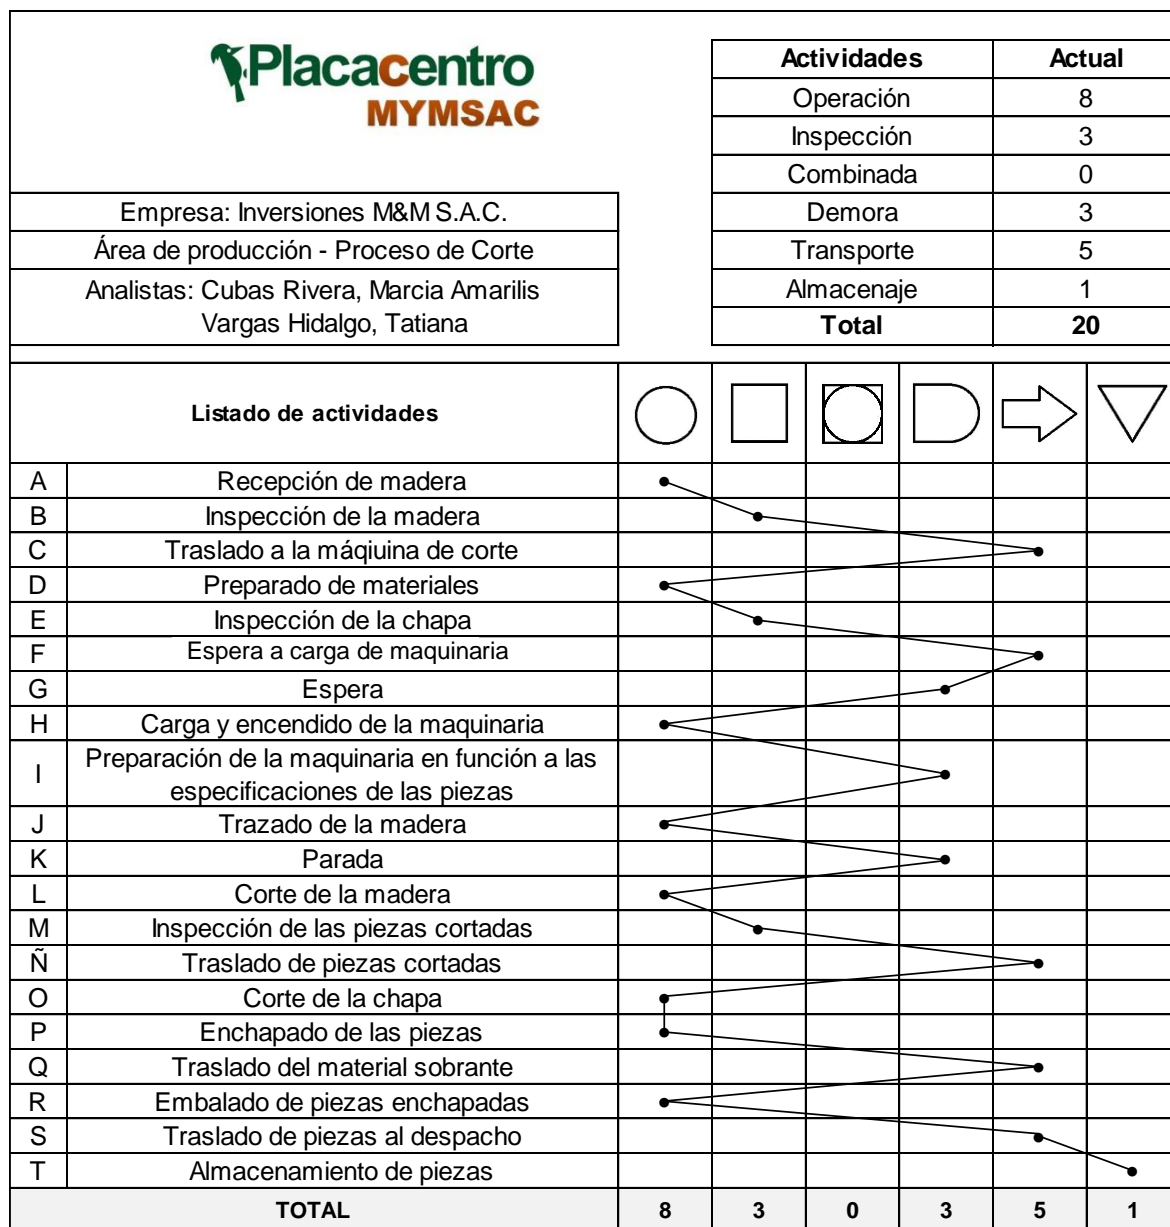 Placacentro
MYMSAC
Actividades Actual
Operación 8
Inspección 3
Combinada 0
Demora 3
Transporte 5
Almacenaje 1
Total 20
Empresa: Inversiones M&M S.A.C.
Área de producción - Proceso de Corte
Analistas: Cubas Rivera, Marcia Amarilis
Vargas Hidalgo, Tatiana
Listado de actividades
A Recepción de madera
B Inspección de la madera
C Traslado a la máqiuina de corte
D Preparado de materiales
E Inspección de la chapa
F Espera a carga de maquinaria
G Espera
H Carga y encendido de la maquinaria
I Preparación de la maquinaria en función a las
especificaciones de las piezas
J Trazado de la madera
K Parada
L Corte de la madera
M Inspección de las piezas cortadas
Ñ Traslado de piezas cortadas
O Corte de la chapa
P Enchapado de las piezas
Q Traslado del material sobrante
R Embalado de piezas enchapadas
S Traslado de piezas al despacho
T Almacenamiento de piezas
TOTAL 8 3 0 3 5 1